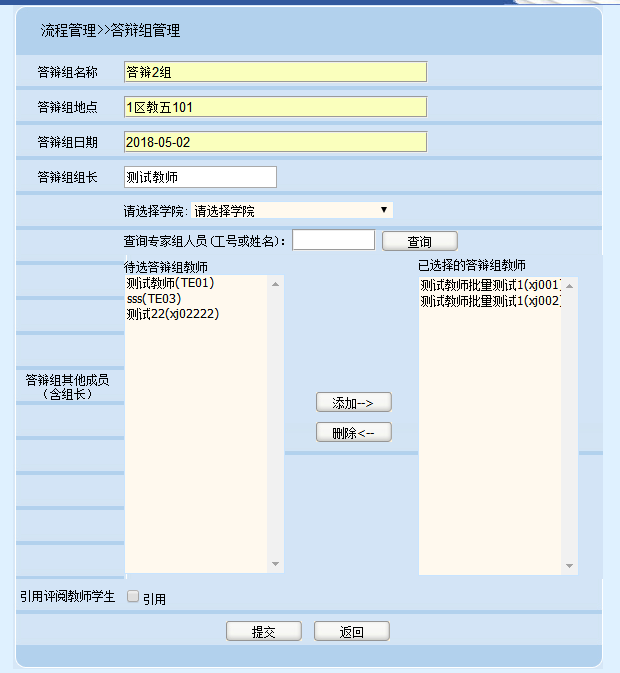 流程管理>>答辩组管理
答辩组名称 答辩2组
答辩组地点 1区教五101
答辩组日期 2018-05-02
答辩组组长 测试教师
请选择学院: 请选择学院
查询专家组人员(工号或姓名): 查询
待选答辩组教师
测试教师(TE01)
sss(TE03)
测试22(xj02222)
已选择的答辩组教师
测试教师批量测试1(xj001)
测试教师批量测试1(xj002)
答辩组其他成员
（含组长）
添加-->
删除<--
引用评阅教师学生 引用
提交 返回